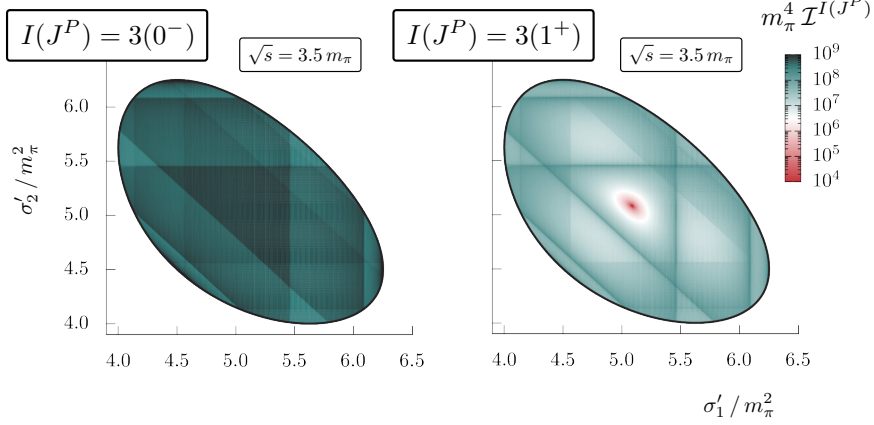 I(J^P) = 3(0^−)
I(J^P) = 3(1^+)
m_π^4 𝓘^{I(J^P)}
√s = 3.5 m_π
√s = 3.5 m_π
10^9
10^8
10^7
10^6
10^5
10^4
σ′_2 / m_π^2
6.0
5.5
5.0
4.5
4.0
4.0 4.5 5.0 5.5 6.0 6.5
4.0 4.5 5.0 5.5 6.0 6.5
σ′_1 / m_π^2